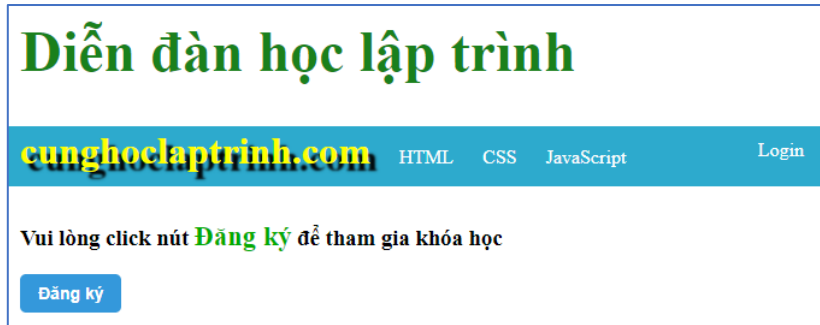 Diễn đàn học lập trình
cunghoclaptrinh.com HTML CSS JavaScript Login
Vui lòng click nút Đăng ký để tham gia khóa học
Đăng ký